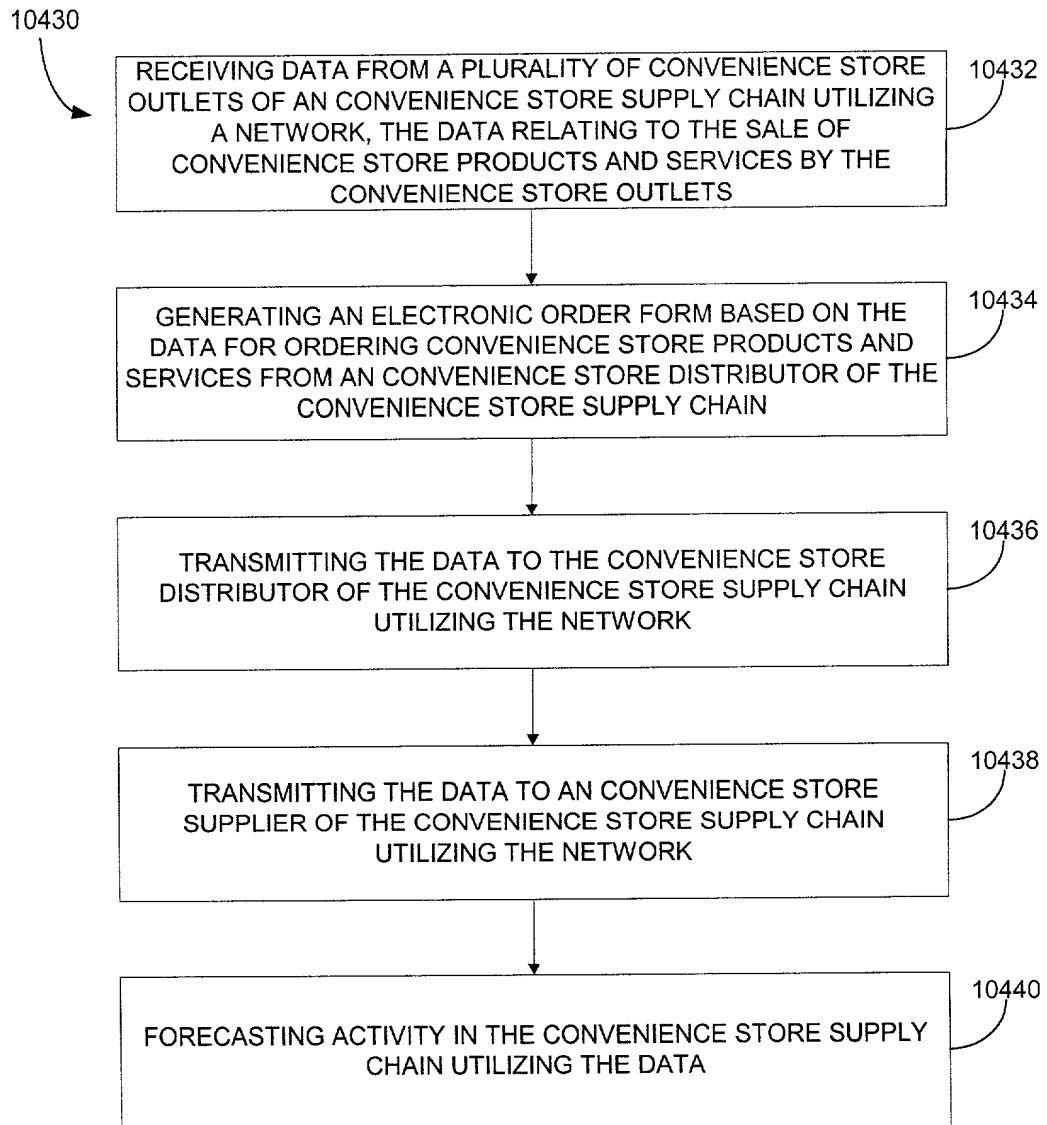 10430
RECEIVING DATA FROM A PLURALITY OF CONVENIENCE STORE
OUTLETS OF AN CONVENIENCE STORE SUPPLY CHAIN UTILIZING
A NETWORK, THE DATA RELATING TO THE SALE OF
CONVENIENCE STORE PRODUCTS AND SERVICES BY THE
CONVENIENCE STORE OUTLETS
10432
GENERATING AN ELECTRONIC ORDER FORM BASED ON THE
DATA FOR ORDERING CONVENIENCE STORE PRODUCTS AND
SERVICES FROM AN CONVENIENCE STORE DISTRIBUTOR OF THE
CONVENIENCE STORE SUPPLY CHAIN
10434
TRANSMITTING THE DATA TO THE CONVENIENCE STORE
DISTRIBUTOR OF THE CONVENIENCE STORE SUPPLY CHAIN
UTILIZING THE NETWORK
10436
TRANSMITTING THE DATA TO AN CONVENIENCE STORE
SUPPLIER OF THE CONVENIENCE STORE SUPPLY CHAIN
UTILIZING THE NETWORK
10438
FORECASTING ACTIVITY IN THE CONVENIENCE STORE SUPPLY
CHAIN UTILIZING THE DATA
10440